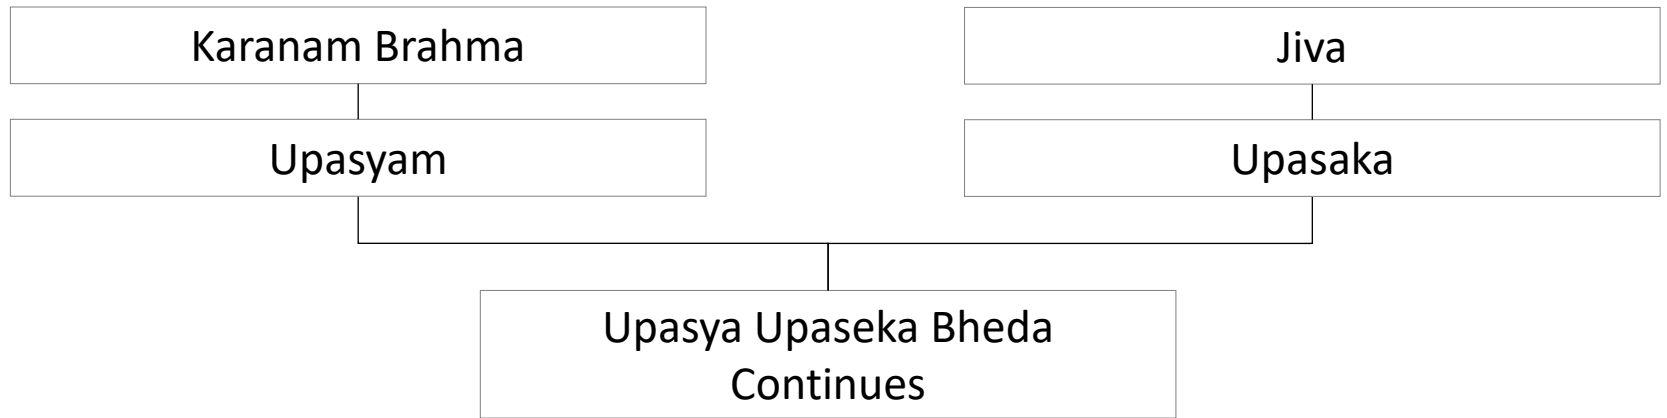 Karanam Brahma
Jiva
Upasyam
Upasaka
Upasya Upaseka Bheda
Continues